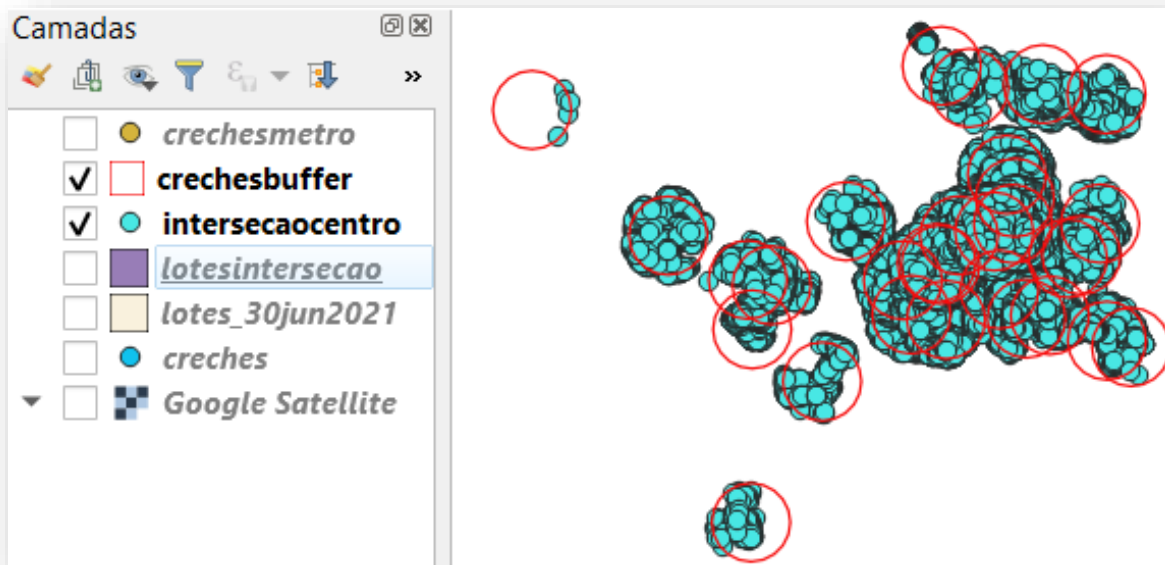 Camadas
»
crechesmetro
crechesbuffer
intersecaocentro
lotesintersecao
lotes_30jun2021
creches
Google Satellite